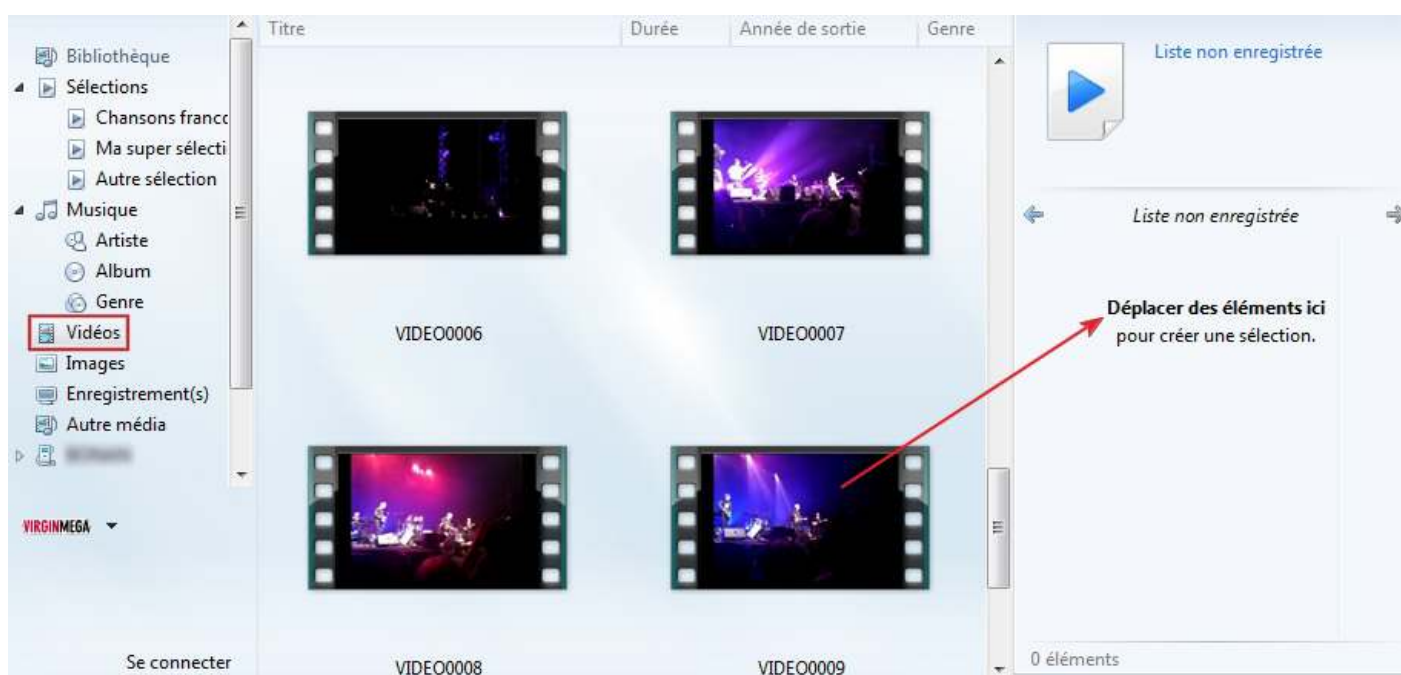 Titre Durée Année de sortie Genre
Bibliothèque
Sélections
Chansons franco
Ma super sélecti
Autre sélection
Musique
Artiste
Album
Genre
Vidéos
Images
Enregistrement(s)
Autre média
VIRGINMEGA
Se connecter
VIDEO0006 VIDEO0007
VIDEO0008 VIDEO0009
Liste non enregistrée
Liste non enregistrée
Déplacer des éléments ici
pour créer une sélection.
0 éléments